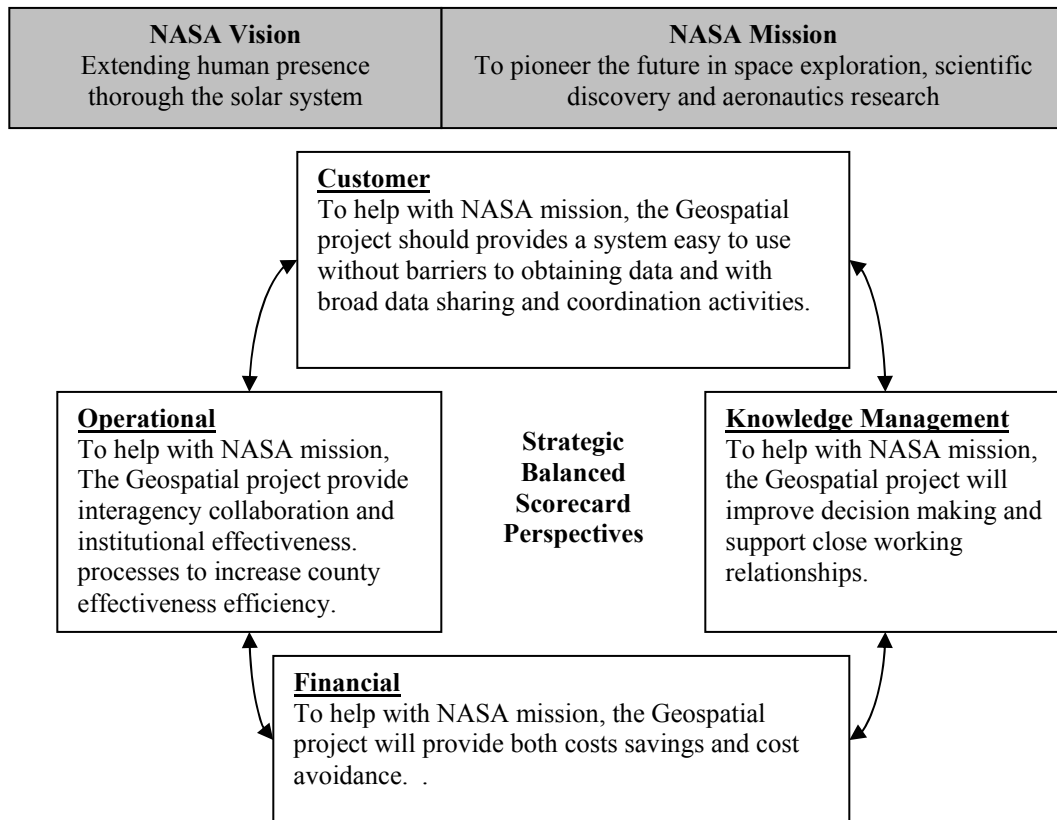 NASA Vision
Extending human presence
thorough the solar system
NASA Mission
To pioneer the future in space exploration, scientific
discovery and aeronautics research
Customer
To help with NASA mission, the Geospatial
project should provides a system easy to use
without barriers to obtaining data and with
broad data sharing and coordination activities.
Operational
To help with NASA mission,
The Geospatial project provide
interagency collaboration and
institutional effectiveness.
processes to increase county
effectiveness efficiency.
Strategic
Balanced
Scorecard
Perspectives
Knowledge Management
To help with NASA mission,
the Geospatial project will
improve decision making and
support close working
relationships.
Financial
To help with NASA mission, the Geospatial
project will provide both costs savings and cost
avoidance. .